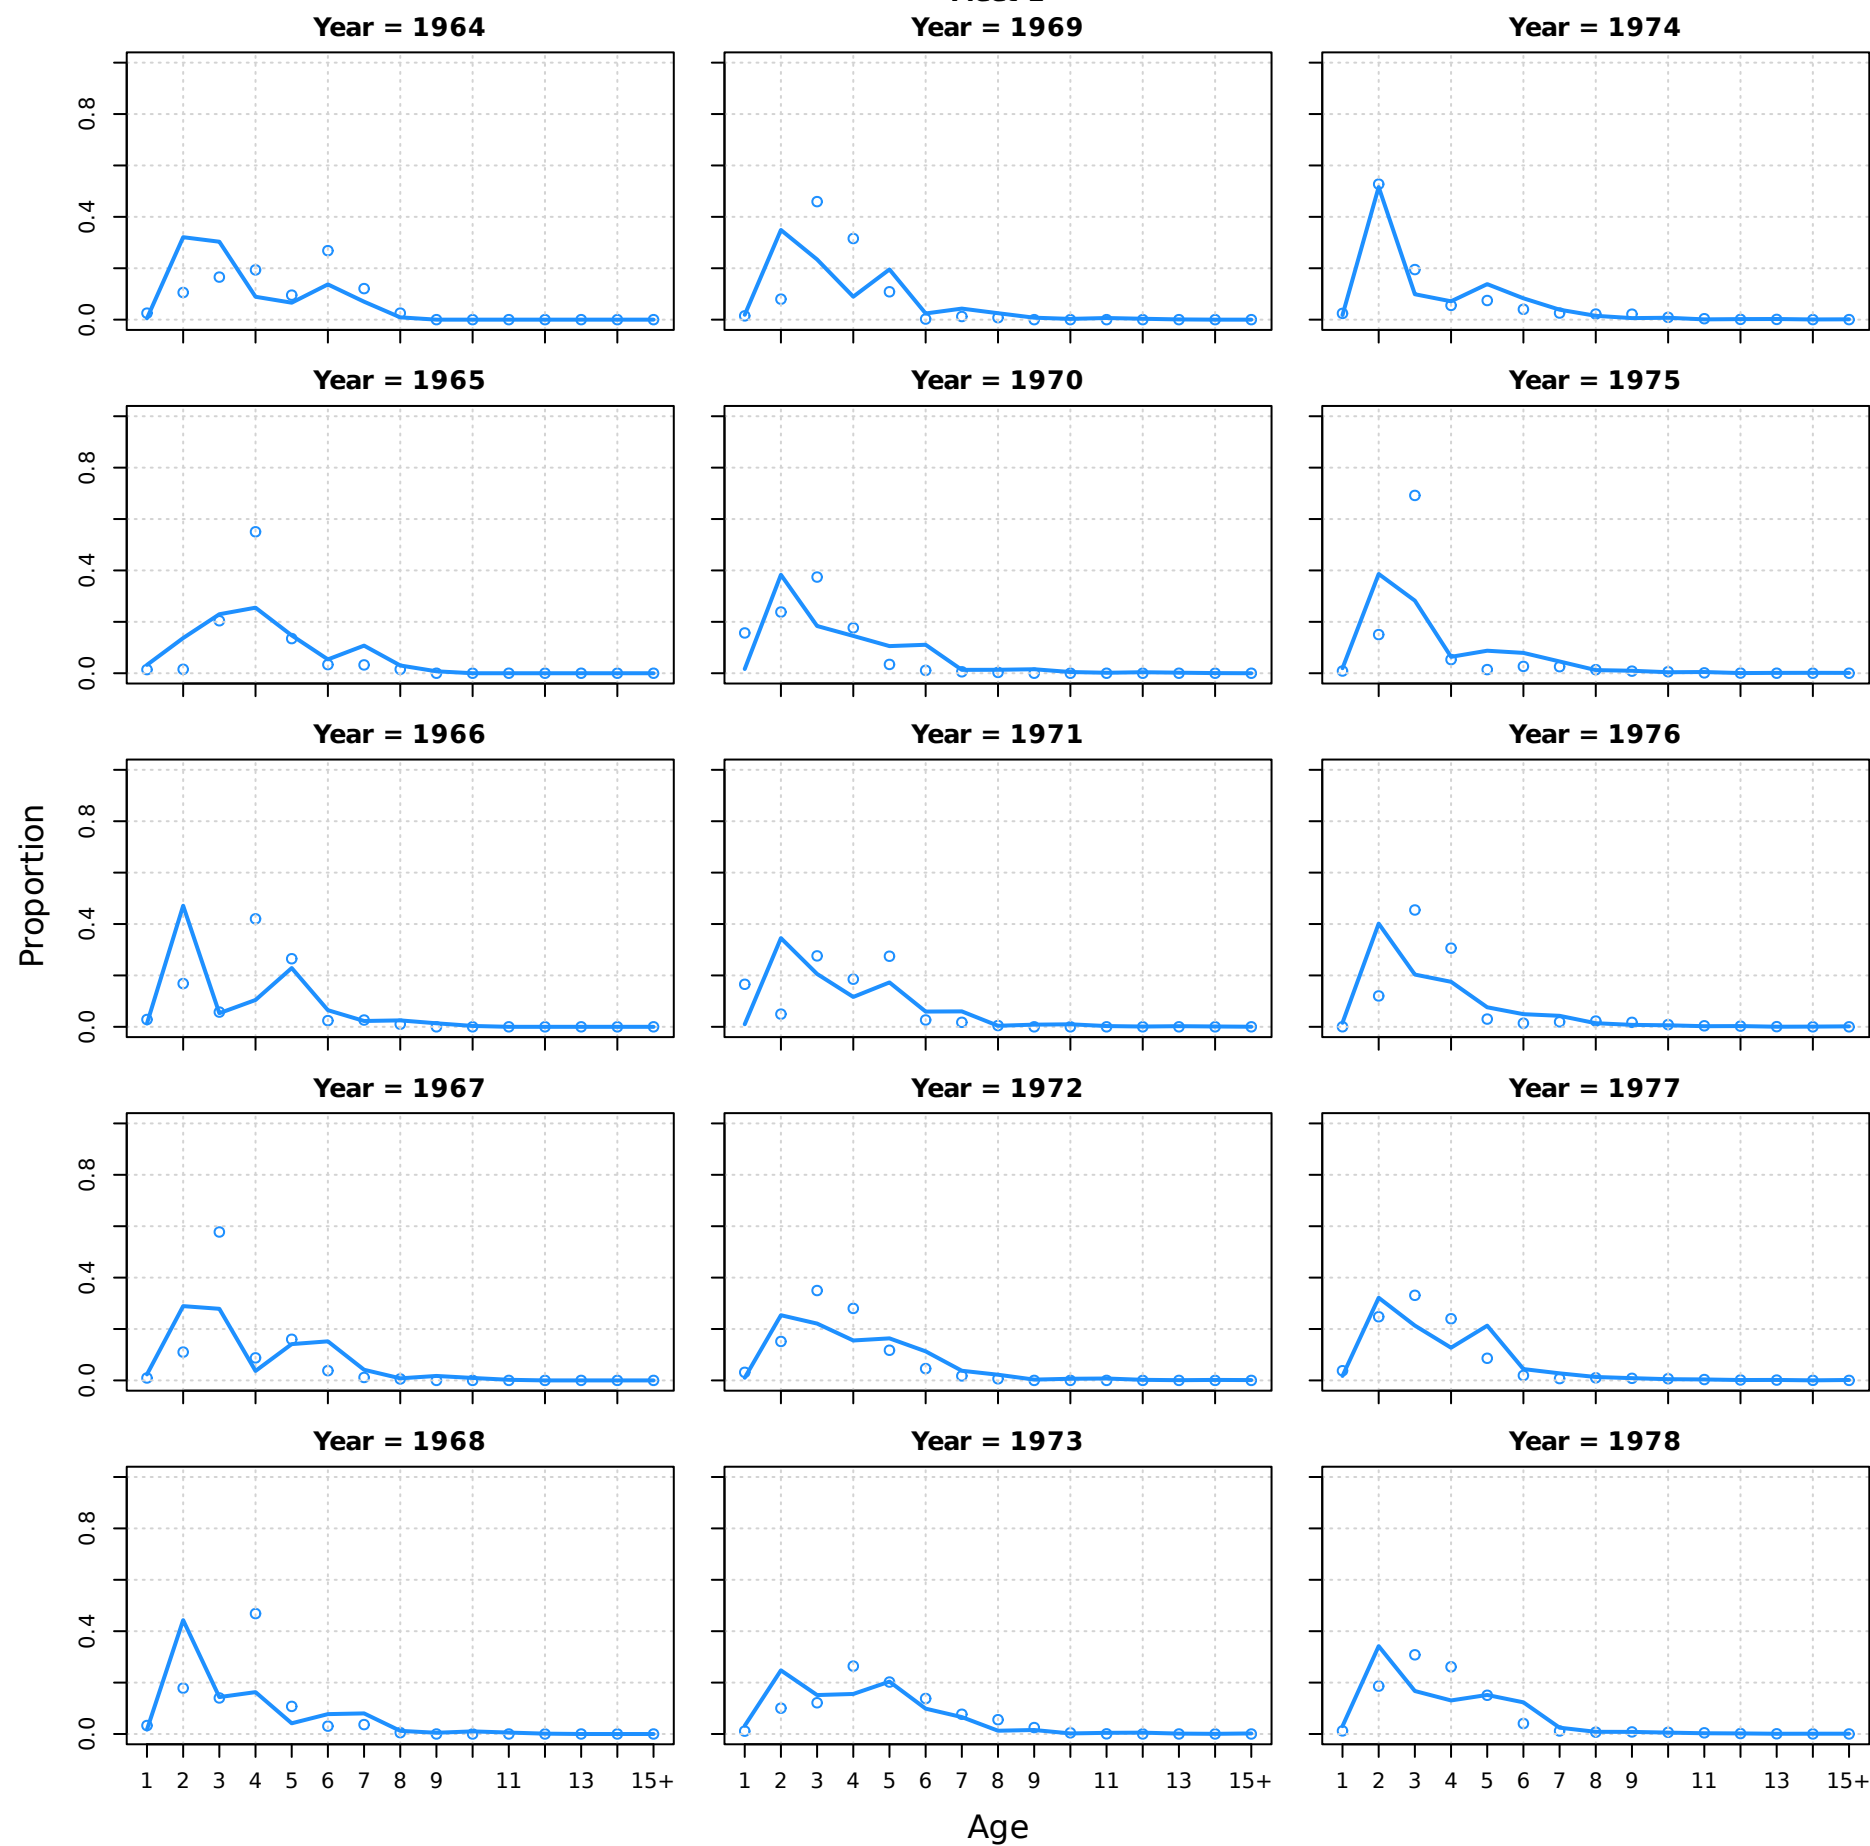 Year = 1964 Year = 1969 Year = 1974
0.8
0.4
0.0
Year = 1965 Year = 1970 Year = 1975
0.8
0.4
0.0
Year = 1966 Year = 1971 Year = 1976
0.8
0.4
0.0
Proportion
Year = 1967 Year = 1972 Year = 1977
0.8
0.4
0.0
Year = 1968 Year = 1973 Year = 1978
0.8
0.4
0.0
1 2 3 4 5 6 7 8 9 11 13 15+ 1 2 3 4 5 6 7 8 9 11 13 15+ 1 2 3 4 5 6 7 8 9 11 13 15+
Age